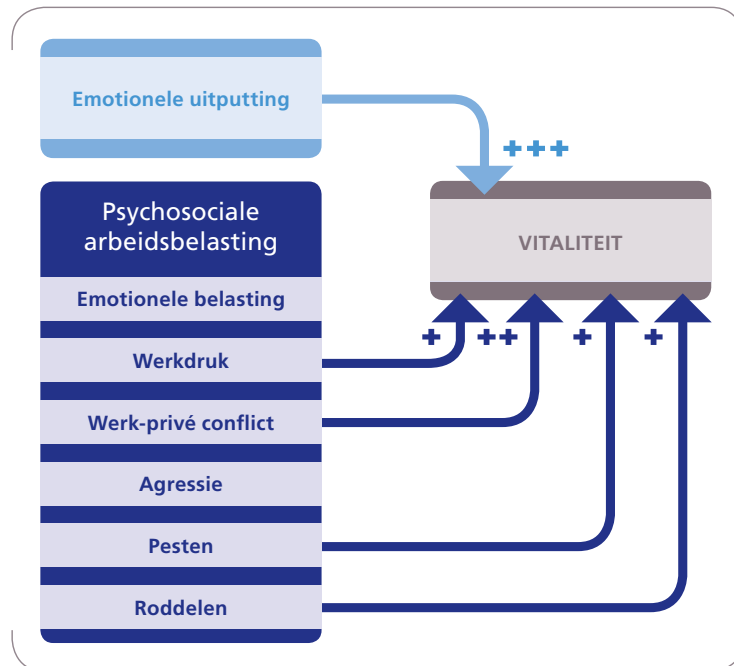 Emotionele uitputting
+++
Psychosociale
arbeidsbelasting
VITALITEIT
Emotionele belasting
+ ++ + +
Werkdruk
Werk-privé conflict
Agressie
Pesten
Roddelen